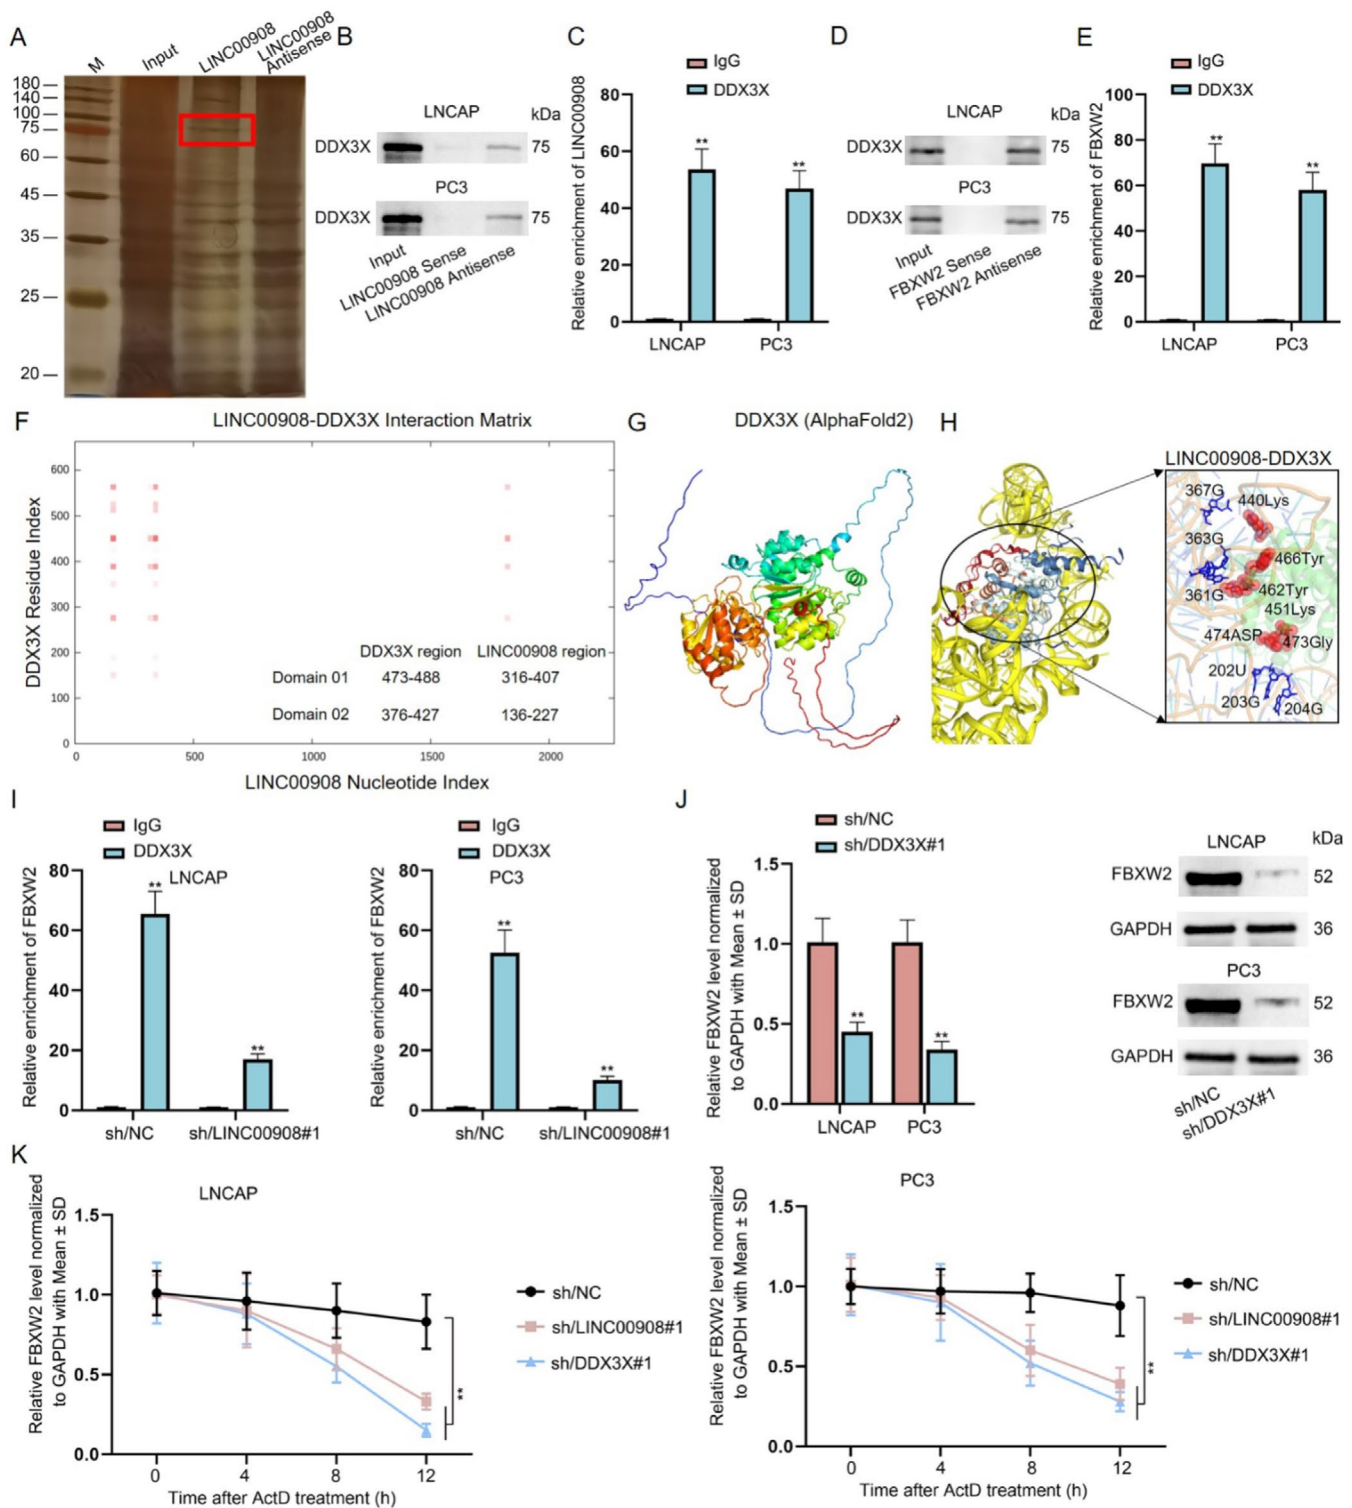 A
M
Input
LINC00908
LINC00908
Antisense
180
140
100
75
60
45
35
25
20
B
LNCAP
kDa
DDX3X
75
PC3
DDX3X
75
Input
LINC00908 Sense
LINC00908 Antisense
C
IgG
DDX3X
Relative enrichment of LINC00908
80
60
40
20
0
**
**
LNCAP
PC3
D
LNCAP
kDa
DDX3X
75
PC3
DDX3X
75
Input
FBXW2 Sense
FBXW2 Antisense
E
IgG
DDX3X
Relative enrichment of FBXW2
100
80
60
40
20
0
**
**
LNCAP
PC3
F
LINC00908-DDX3X Interaction Matrix
DDX3X Residue Index
600
500
400
300
200
100
0
DDX3X region LINC00908 region
Domain 01 473-488 316-407
Domain 02 376-427 136-227
0 500 1000 1500 2000
LINC00908 Nucleotide Index
G
DDX3X (AlphaFold2)
H
LINC00908-DDX3X
367G
440Lys
363G
466Tyr
361G
462Tyr
451Lys
474ASP
473Gly
202U
203G
204G
I
IgG
DDX3X
LNCAP
Relative enrichment of FBXW2
80
60
40
20
0
**
**
sh/NC
sh/LINC00908#1
IgG
DDX3X
PC3
Relative enrichment of FBXW2
80
60
40
20
0
**
**
sh/NC
sh/LINC00908#1
J
sh/NC
sh/DDX3X#1
Relative FBXW2 level normalized
to GAPDH with Mean ± SD
1.5
1.0
0.5
0.0
**
**
LNCAP
PC3
LNCAP
kDa
FBXW2
52
GAPDH
36
PC3
FBXW2
52
GAPDH
36
sh/NC
sh/DDX3X#1
K
LNCAP
Relative FBXW2 level normalized
to GAPDH with Mean ± SD
1.5
1.0
0.5
0.0
0 4 8 12
Time after ActD treatment (h)
**
sh/NC
sh/LINC00908#1
sh/DDX3X#1
PC3
Relative FBXW2 level normalized
to GAPDH with Mean ± SD
1.5
1.0
0.5
0.0
0 4 8 12
Time after ActD treatment (h)
**
sh/NC
sh/LINC00908#1
sh/DDX3X#1